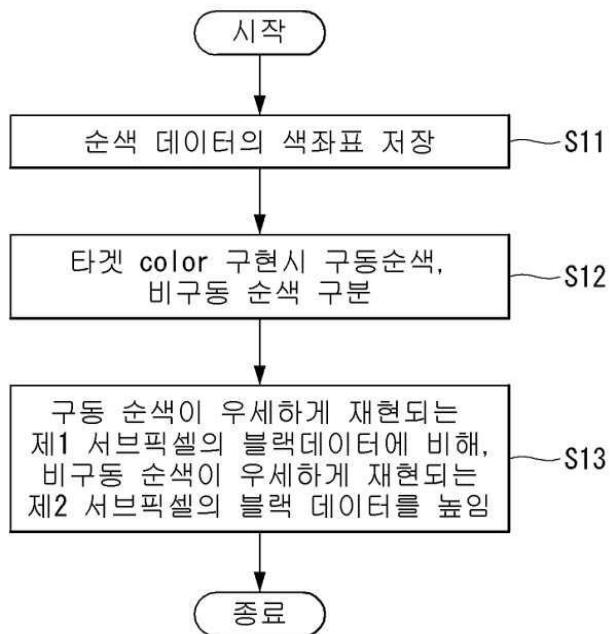 시작
순색 데이터의 색좌표 저장
S11
타겟 color 구현시 구동순색,
비구동 순색 구분
S12
구동 순색이 우세하게 재현되는
제1 서브픽셀의 블랙데이터에 비해,
비구동 순색이 우세하게 재현되는
제2 서브픽셀의 블랙 데이터를 높임
S13
종료